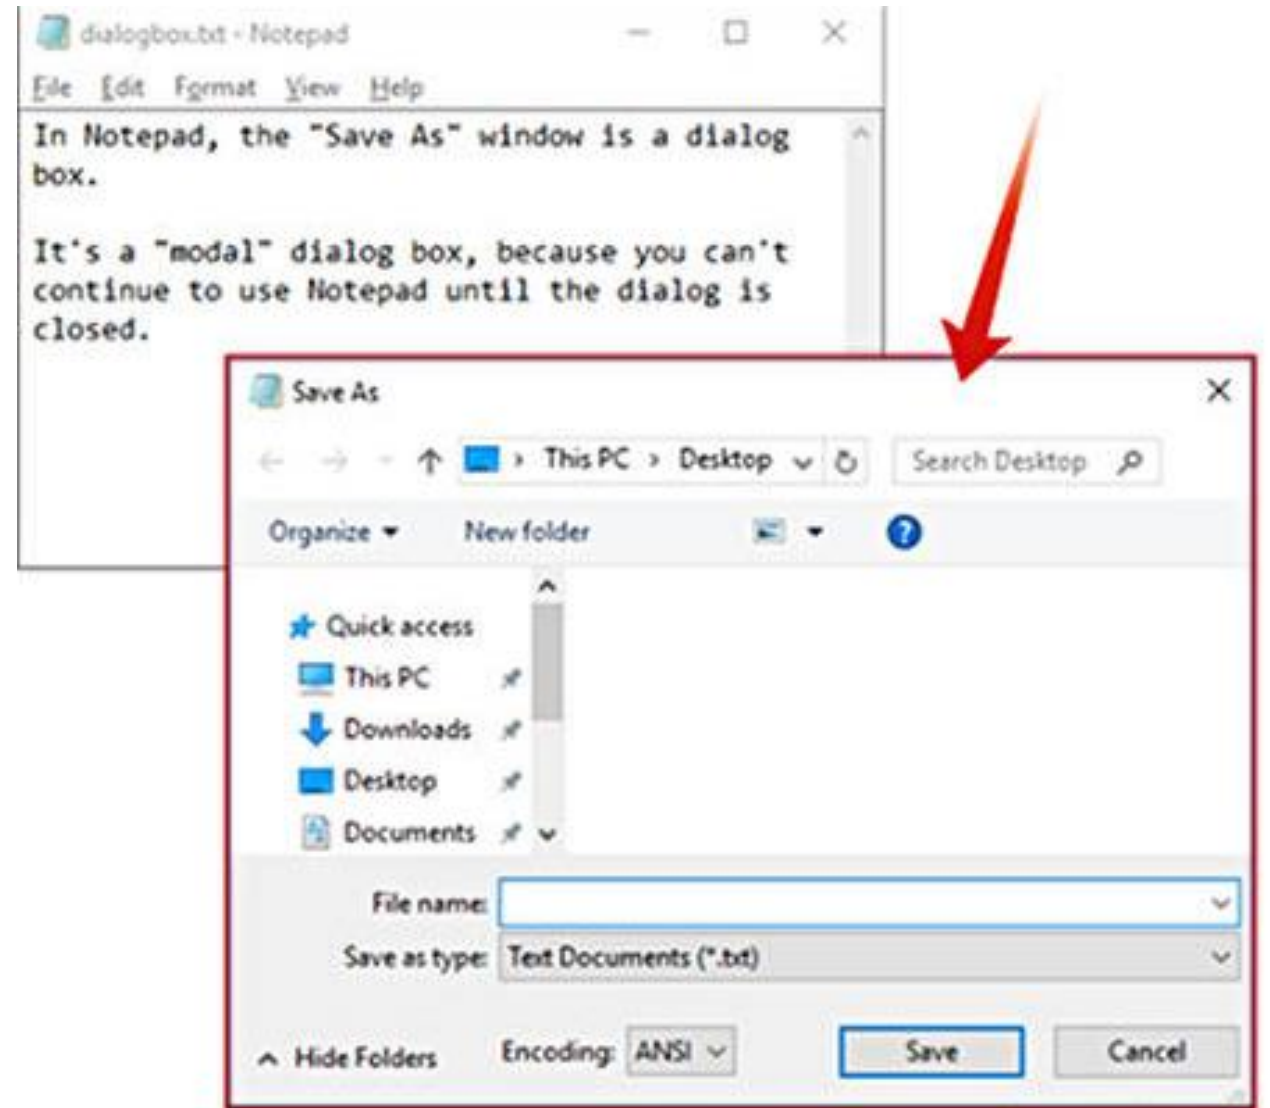 dialogbox.txt - Notepad
File Edit Format View Help
In Notepad, the "Save As" window is a dialog
box.
It's a "modal" dialog box, because you can't
continue to use Notepad until the dialog is
closed.
Save As
This PC > Desktop
Search Desktop
Organize
New folder
Quick access
This PC
Downloads
Desktop
Documents
File name:
Save as type: Text Documents (*.txt)
Hide Folders
Encoding: ANSI
Save
Cancel